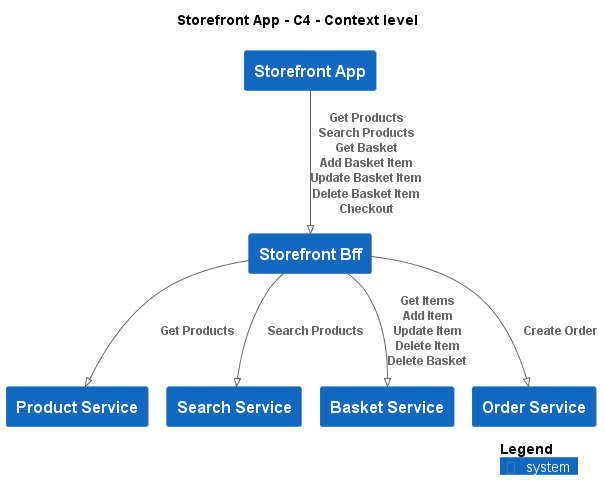 Storefront App - C4 - Context level
Storefront App
Get Products
Search Products
Get Basket
Add Basket Item
Update Basket Item
Delete Basket Item
Checkout
Storefront Bff
Get Products
Search Products
Get Items
Add Item
Update Item
Delete Item
Delete Basket
Create Order
Product Service
Search Service
Basket Service
Order Service
Legend
system